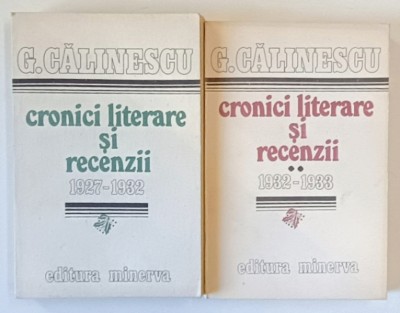 G. CĂLINESCU
cronici literare
și
recenzii
1927-1932
editura minerva
G. CĂLINESCU
cronici literare
și
recenzii
••
1932-1933
editura minerva